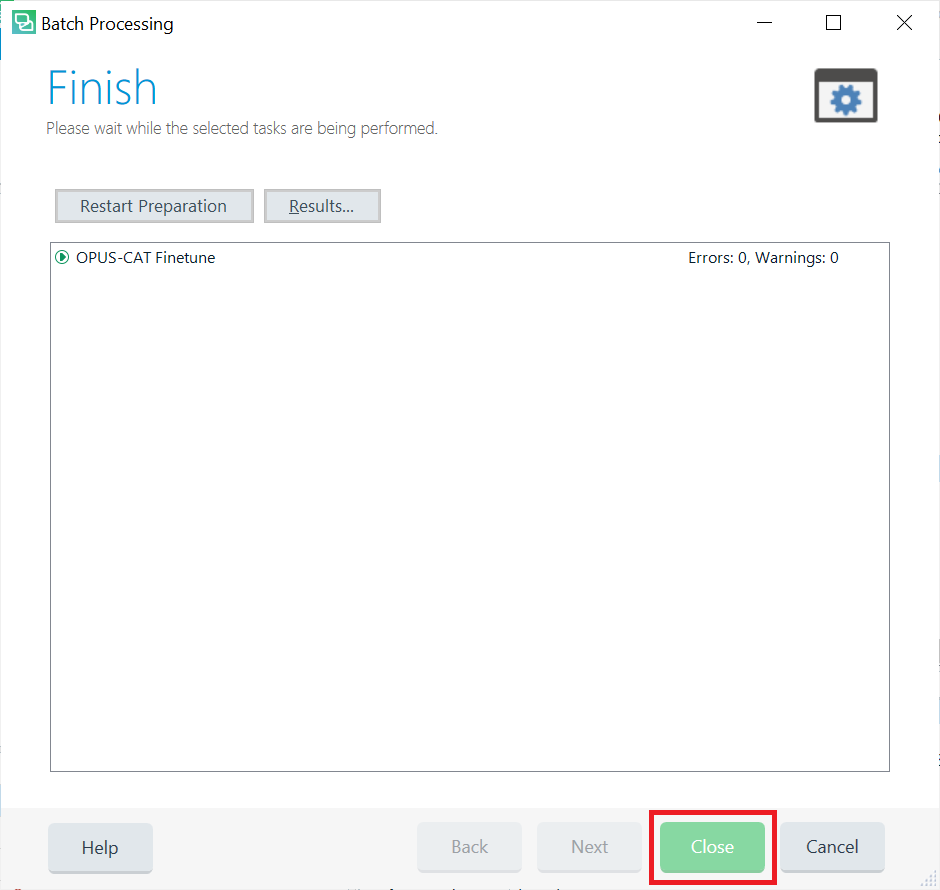 Batch Processing
Finish
Please wait while the selected tasks are being performed.
Restart Preparation
Results...
OPUS-CAT Finetune
Errors: 0, Warnings: 0
Help
Back
Next
Close
Cancel